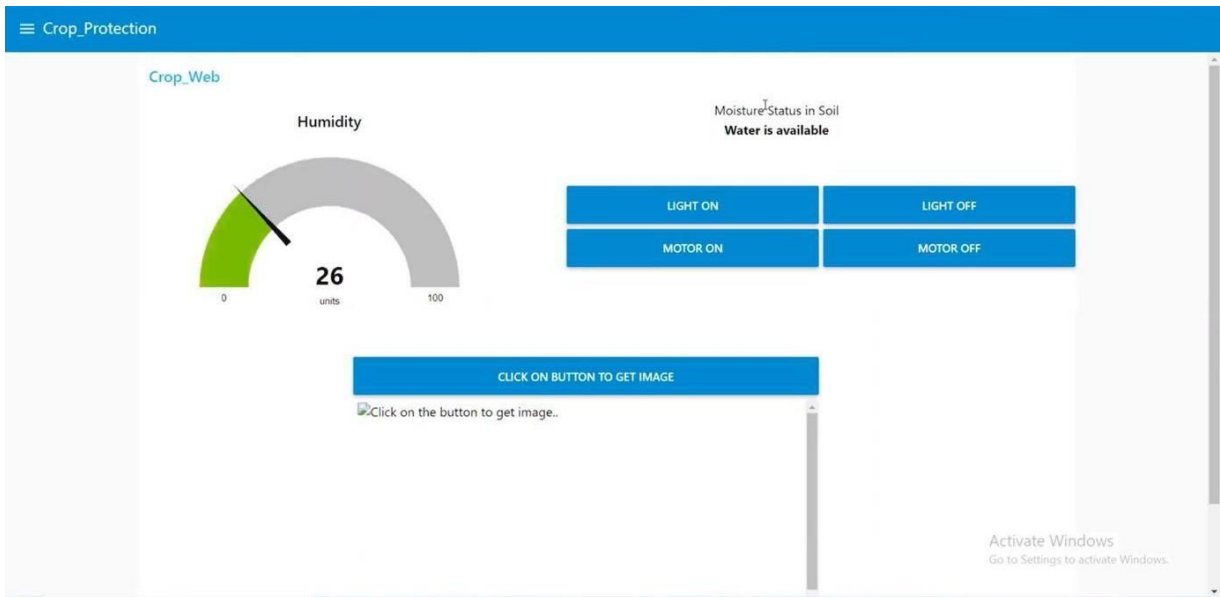 Crop_Protection
Crop_Web
Humidity
26
units
0
100
Moisture Status in Soil
Water is available
LIGHT ON
LIGHT OFF
MOTOR ON
MOTOR OFF
CLICK ON BUTTON TO GET IMAGE
Click on the button to get image..
Activate Windows
Go to Settings to activate Windows.